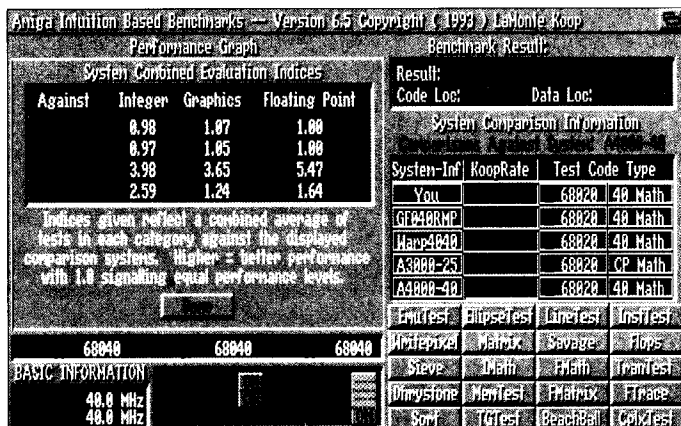 Amiga Intuition Based Benchmarks -- Version 6.5 Copyright ( 1993 ) LaMonte Koop
Performance Graph
System Combined Evaluation Indices
Against Integer Graphics Floating Point
0.98 1.07 1.00
0.97 1.05 1.00
3.98 3.65 5.47
2.59 1.24 1.64
Indices given reflect a combined average of
tests in each category against the displayed
comparison systems. Higher = better performance
with 1.0 signalling equal performance levels.
68040 68040 68040
BASIC INFORMATION
40.0 MHz
40.0 MHz
Benchmark Result:
Result:
Code Loc: Data Loc:
System Comparison Information
Comparisons Against System A4000-40
System-Inf KoopRate Test Code Type
You 68020 40 Math
GF040RMP 68020 40 Math
Warp4040 68020 40 Math
A3000-25 68020 CP Math
A4000-40 68020 40 Math
EmuTest EllipseTest LineTest InstTest
Writepixel Matrix Savage Flops
Sieve IMath FMath TranTest
Dhrystone MemTest FMatrix FTrace
Sort TGTest BeachBall CplxTest